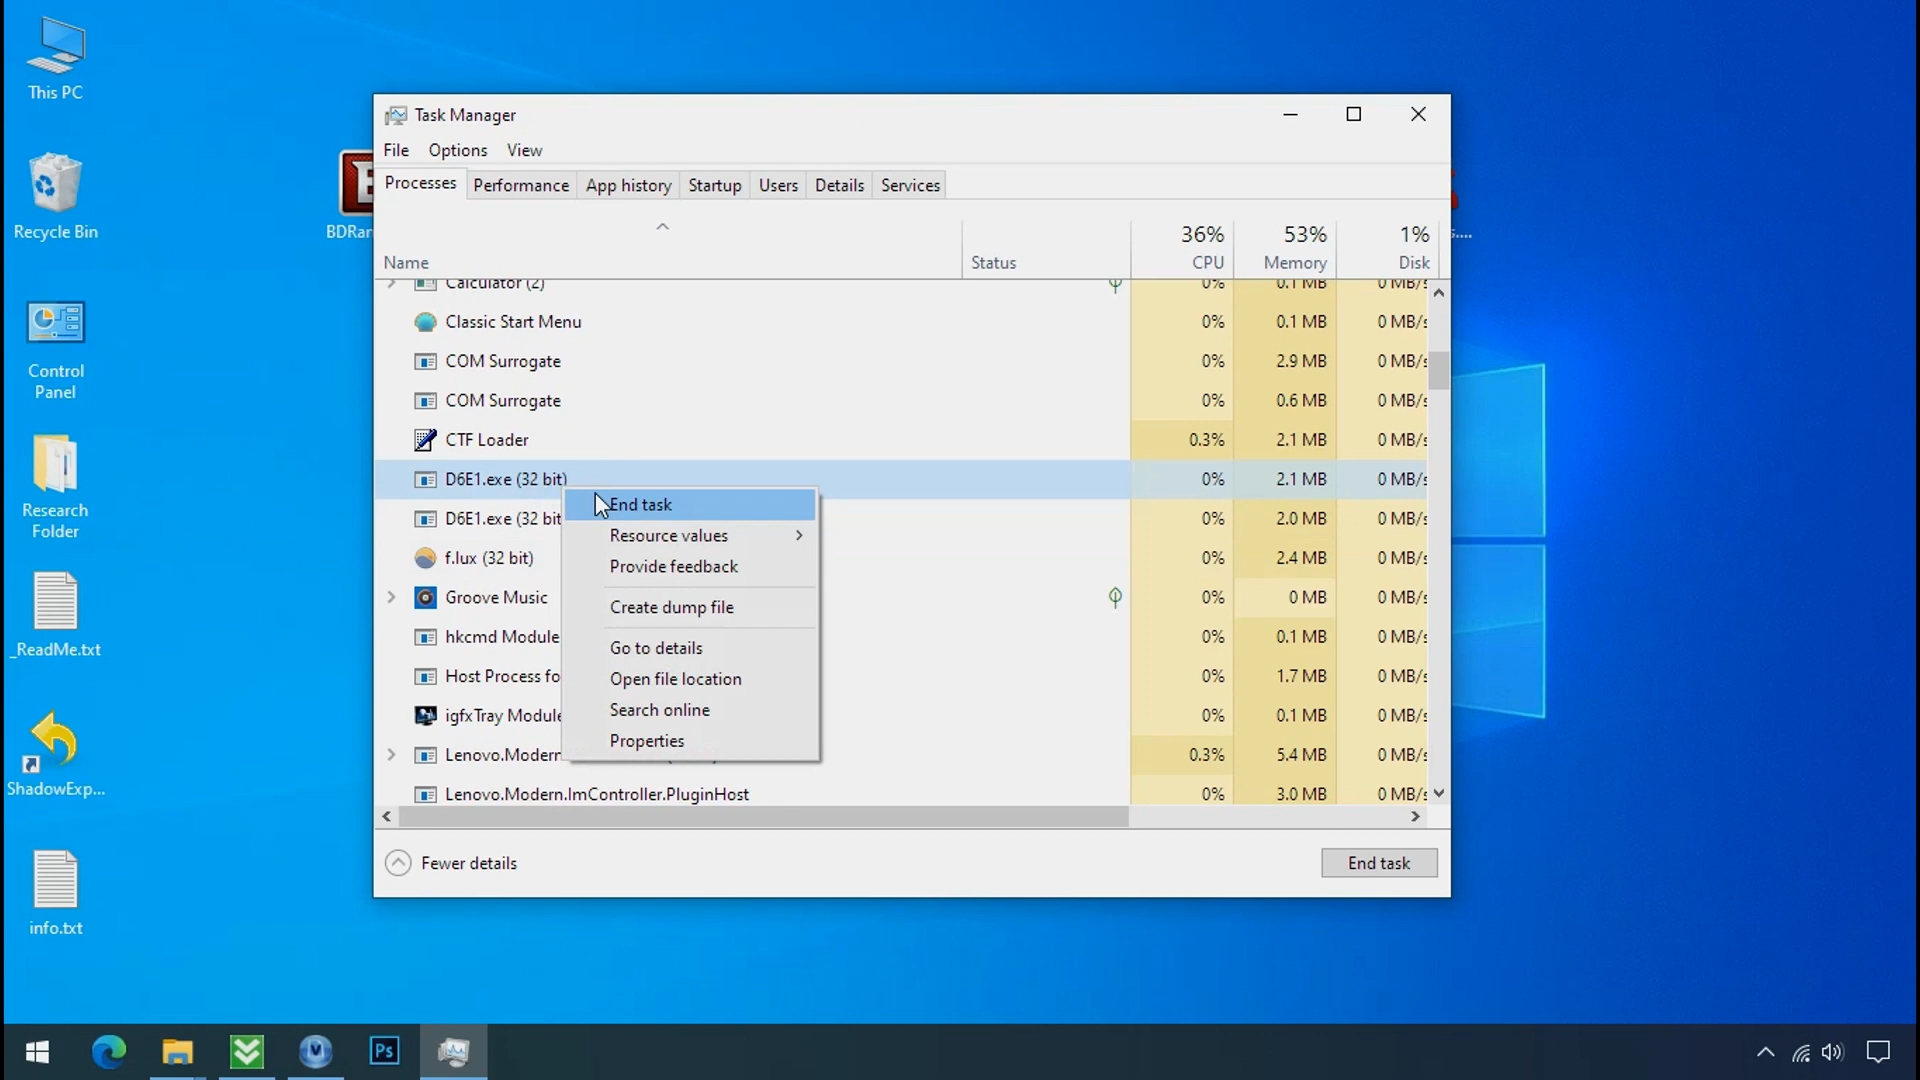 This PC
Recycle Bin
Control
Panel
Research
Folder
_ReadMe.txt
ShadowExp...
info.txt
Task Manager
File Options View
Processes Performance App history Startup Users Details Services
36% 53% 1%
Name Status CPU Memory Disk
Calculator (2) 0% 0.1 MB 0 MB/s
Classic Start Menu 0% 0.1 MB 0 MB/s
COM Surrogate 0% 2.9 MB 0 MB/s
COM Surrogate 0% 0.6 MB 0 MB/s
CTF Loader 0.3% 2.1 MB 0 MB/s
D6E1.exe (32 bit) 0% 2.1 MB 0 MB/s
D6E1.exe (32 bit 0% 2.0 MB 0 MB/s
f.lux (32 bit) 0% 2.4 MB 0 MB/s
Groove Music 0% 0 MB 0 MB/s
hkcmd Module 0% 0.1 MB 0 MB/s
Host Process fo 0% 1.7 MB 0 MB/s
igfxTray Module 0% 0.1 MB 0 MB/s
Lenovo.Modern 0.3% 5.4 MB 0 MB/s
Lenovo.Modern.ImController.PluginHost 0% 3.0 MB 0 MB/s
End task
Resource values
Provide feedback
Create dump file
Go to details
Open file location
Search online
Properties
Fewer details End task
BDRan
Ps